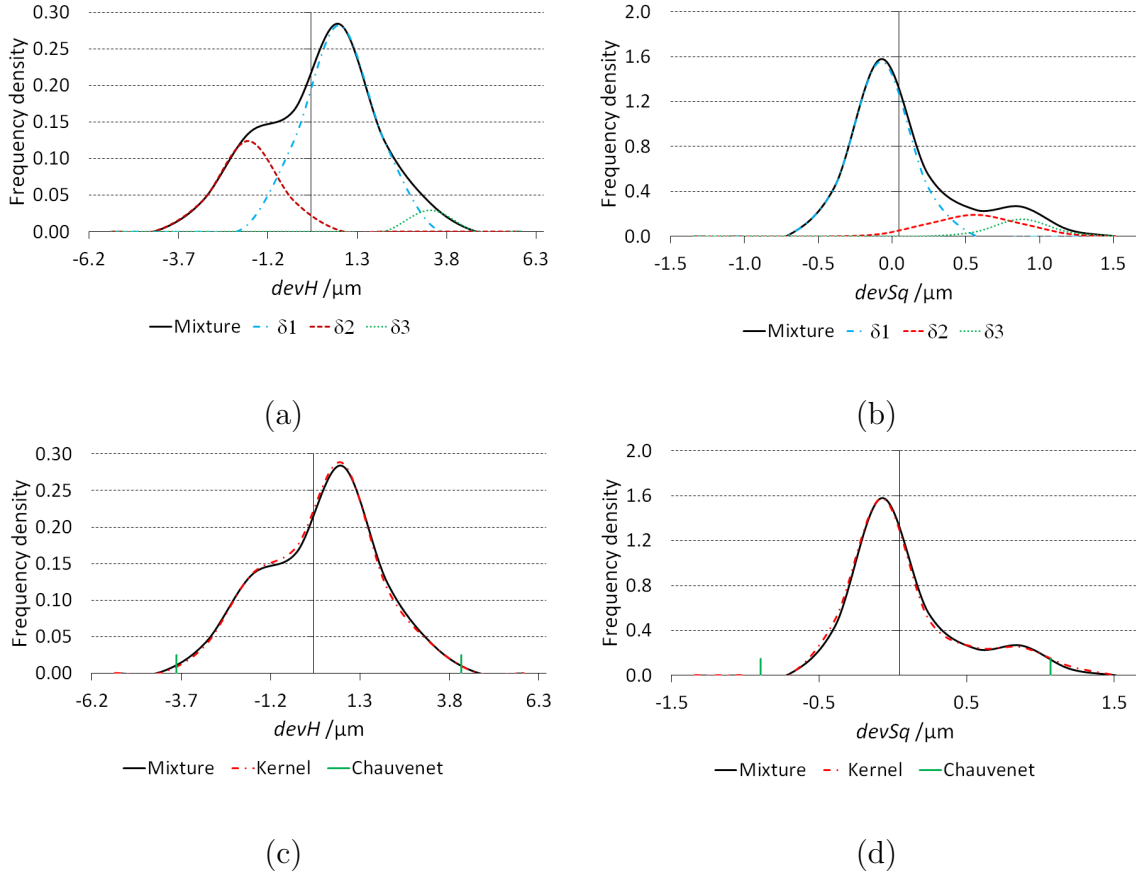 Frequency density
0.30
0.25
0.20
0.15
0.10
0.05
0.00
-6.2 -3.7 -1.2 1.3 3.8 6.3
devH /µm
Mixture δ1 δ2 δ3
(a)
Frequency density
2.0
1.6
1.2
0.8
0.4
0.0
-1.5 -1.0 -0.5 0.0 0.5 1.0 1.5
devSq /µm
Mixture δ1 δ2 δ3
(b)
Frequency density
0.30
0.25
0.20
0.15
0.10
0.05
0.00
-6.2 -3.7 -1.2 1.3 3.8 6.3
devH /µm
Mixture Kernel Chauvenet
(c)
Frequency density
2.0
1.6
1.2
0.8
0.4
0.0
-1.5 -0.5 0.5 1.5
devSq /µm
Mixture Kernel Chauvenet
(d)